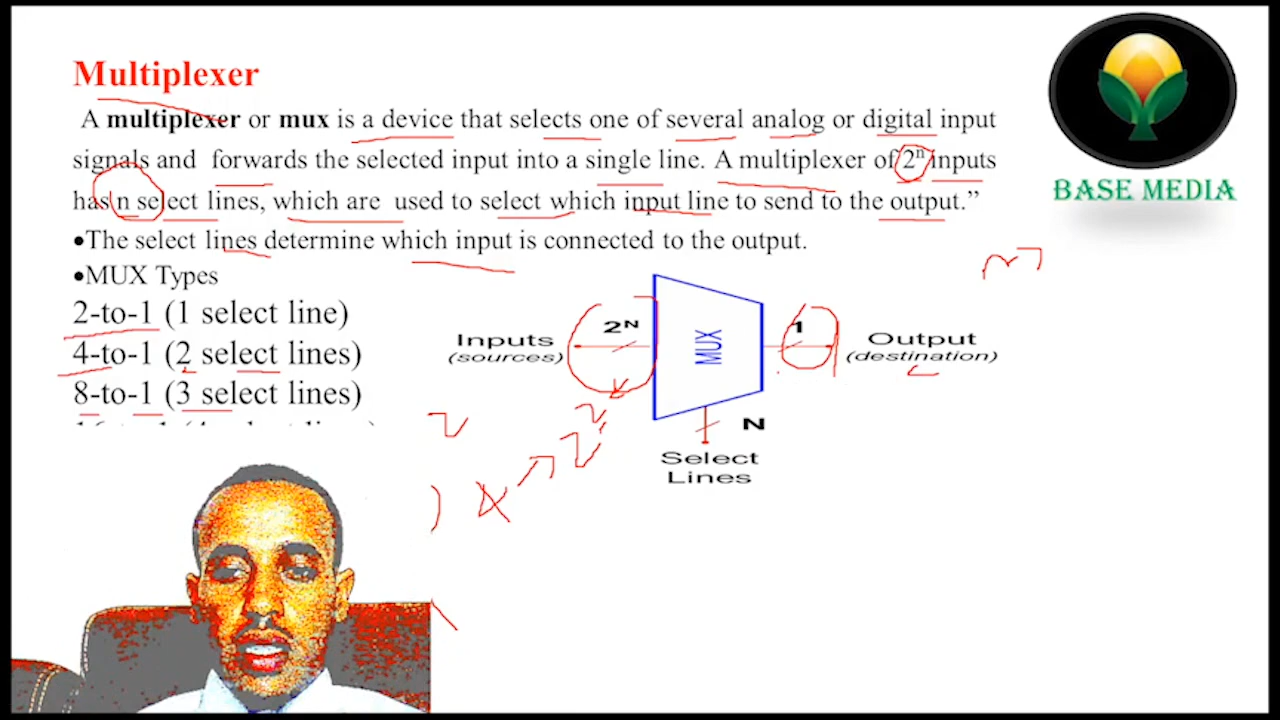 Multiplexer
A multiplexer or mux is a device that selects one of several analog or digital input
signals and forwards the selected input into a single line. A multiplexer of 2ⁿ inputs
has n select lines, which are used to select which input line to send to the output.”
•The select lines determine which input is connected to the output.
•MUX Types
2-to-1 (1 select line)
4-to-1 (2 select lines)
8-to-1 (3 select lines)
BASE MEDIA
Inputs
(sources)
2ᴺ
MUX
1
Output
(destination)
N
Select
Lines
2
4 → 2²